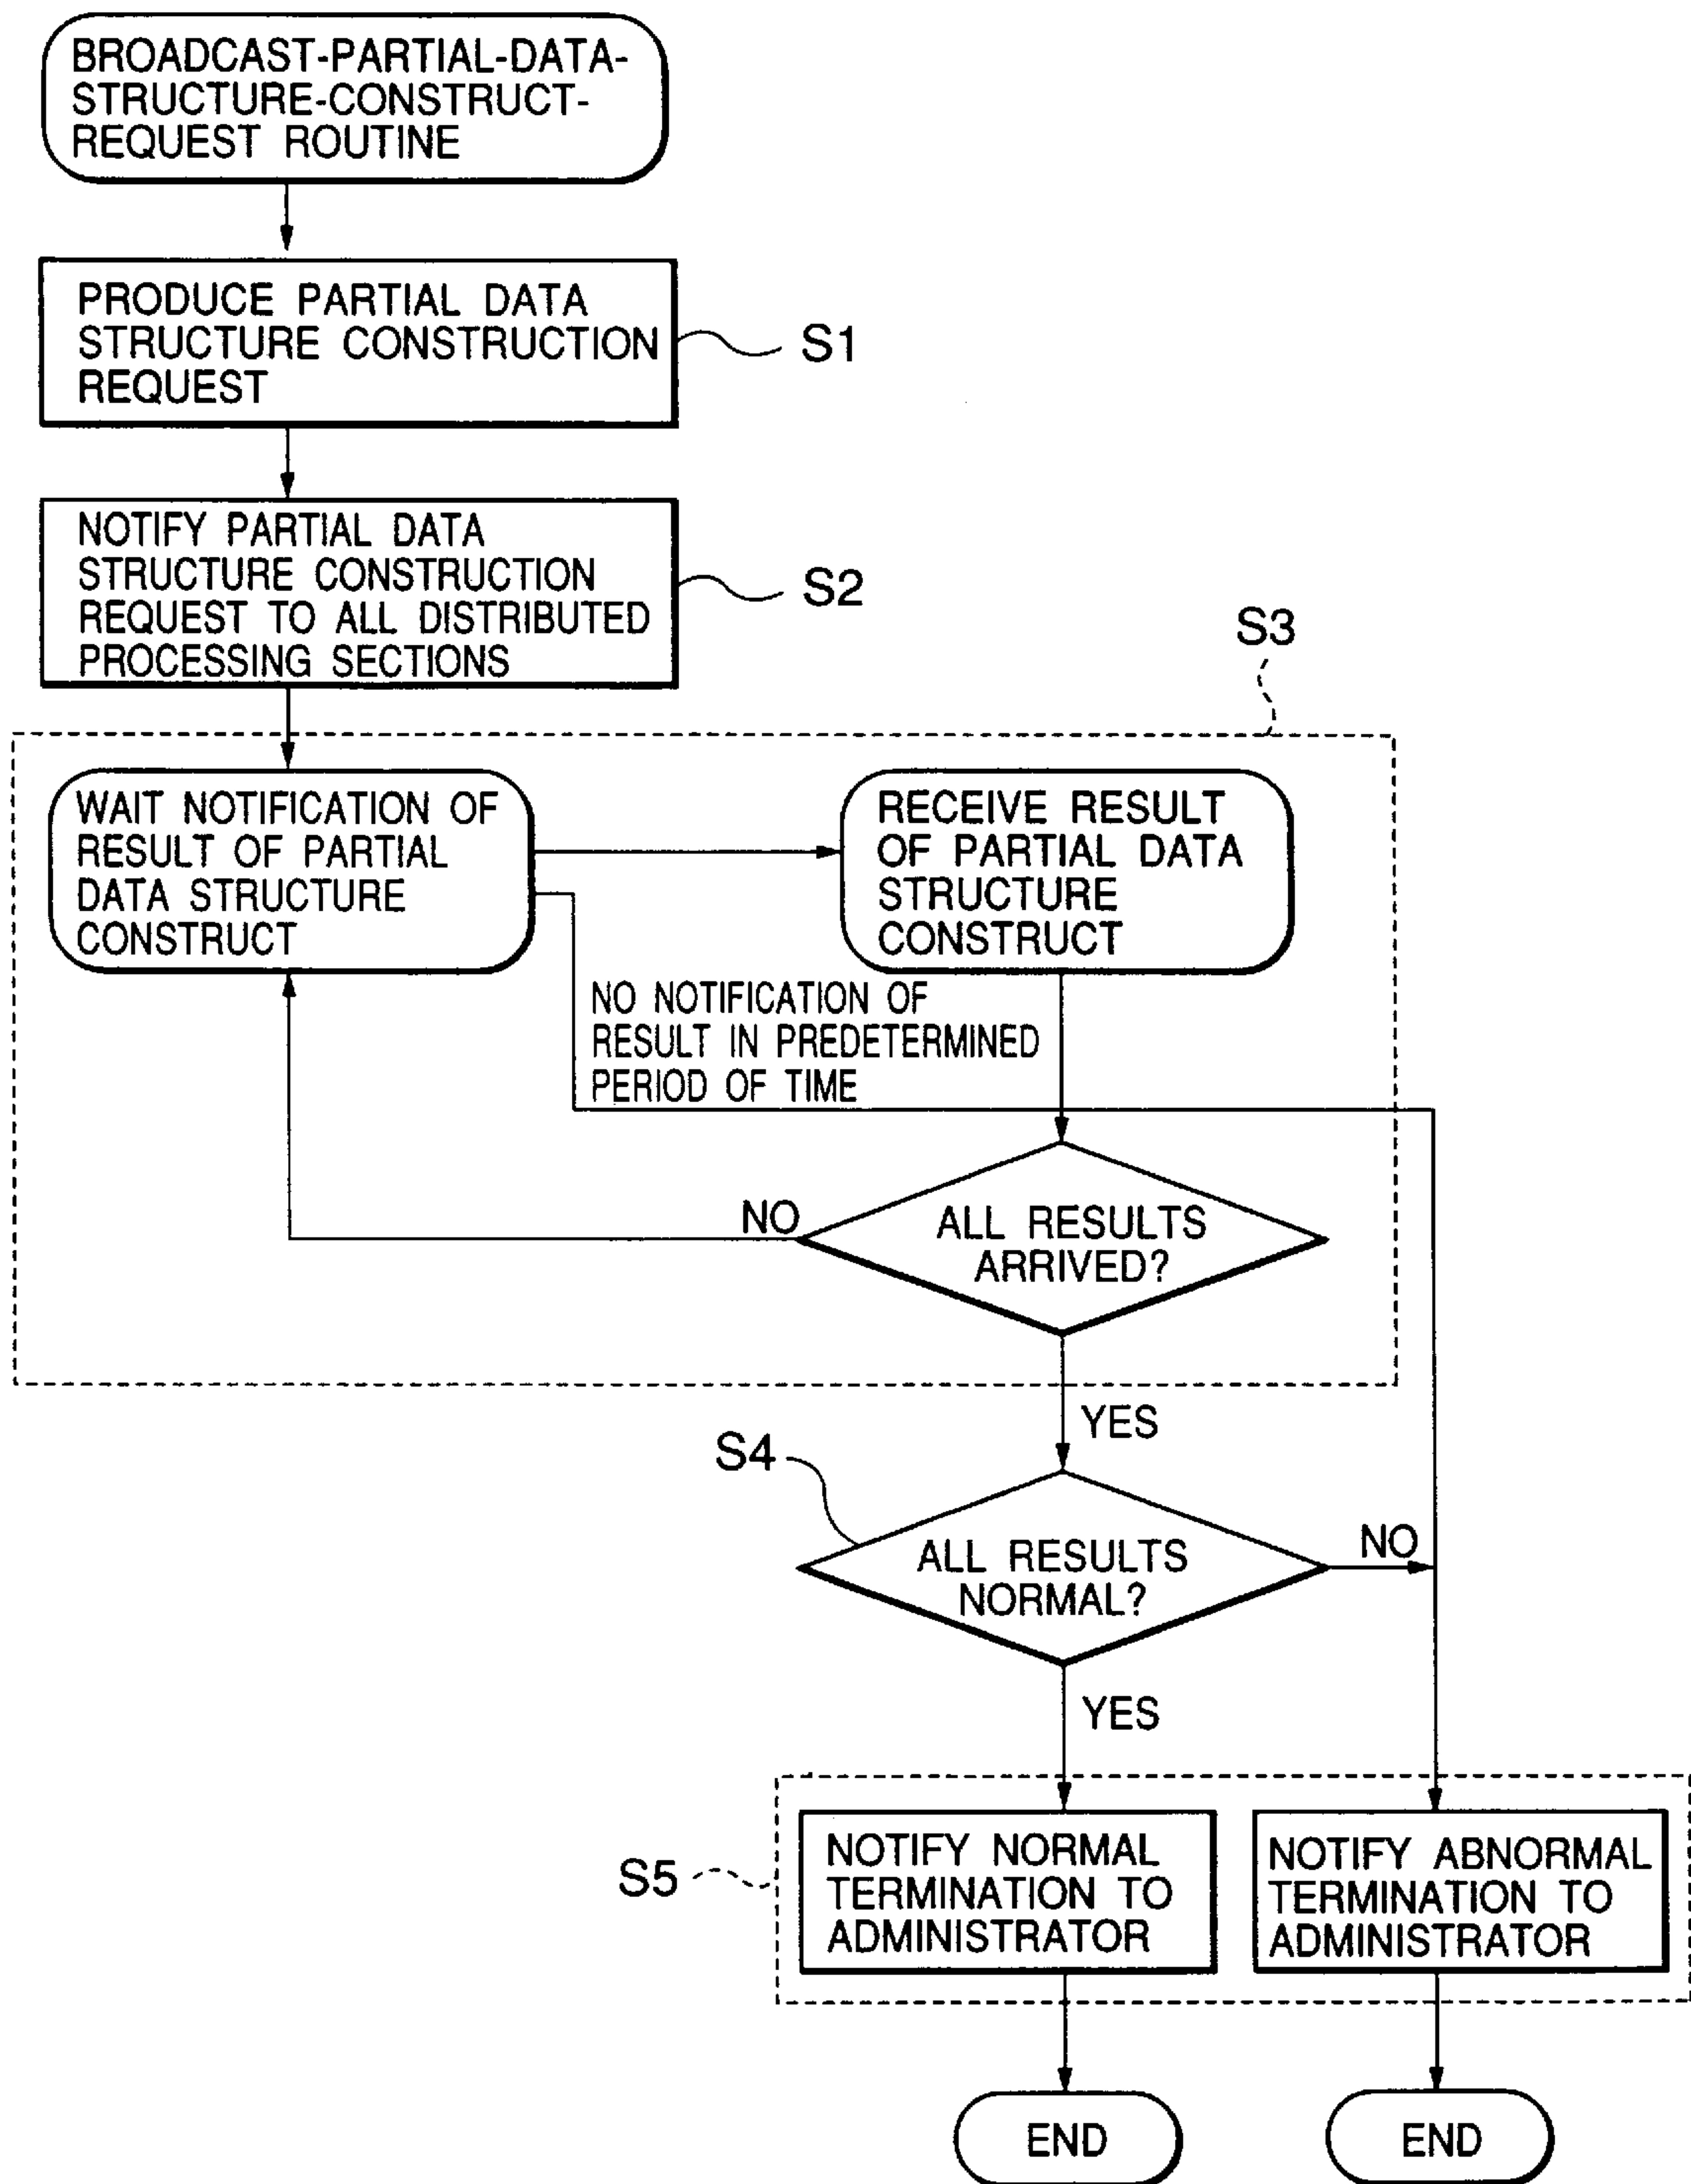 BROADCAST-PARTIAL-DATA-
STRUCTURE-CONSTRUCT-
REQUEST ROUTINE
PRODUCE PARTIAL DATA
STRUCTURE CONSTRUCTION
REQUEST
S1
NOTIFY PARTIAL DATA
STRUCTURE CONSTRUCTION
REQUEST TO ALL DISTRIBUTED
PROCESSING SECTIONS
S2
S3
WAIT NOTIFICATION OF
RESULT OF PARTIAL
DATA STRUCTURE
CONSTRUCT
RECEIVE RESULT
OF PARTIAL DATA
STRUCTURE
CONSTRUCT
NO NOTIFICATION OF
RESULT IN PREDETERMINED
PERIOD OF TIME
NO
ALL RESULTS
ARRIVED?
YES
S4
ALL RESULTS
NORMAL?
NO
YES
S5
NOTIFY NORMAL
TERMINATION TO
ADMINISTRATOR
NOTIFY ABNORMAL
TERMINATION TO
ADMINISTRATOR
END
END